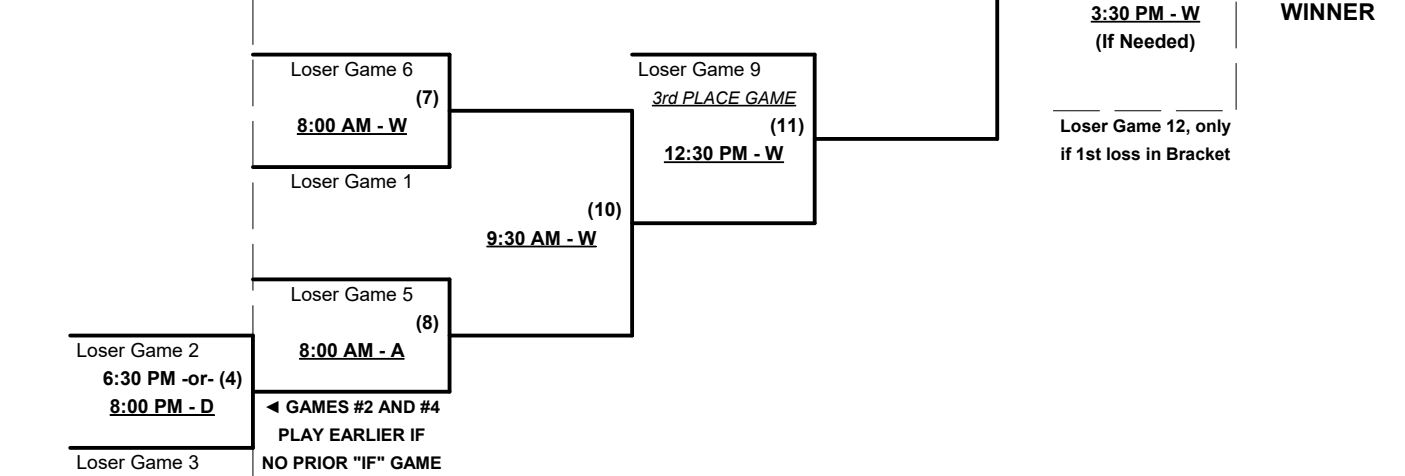 3:30 PM - W
WINNER
(If Needed)
Loser Game 6
Loser Game 9
(7)
3rd PLACE GAME
8:00 AM - W
(11)
Loser Game 12, only
12:30 PM - W
if 1st loss in Bracket
Loser Game 1
(10)
9:30 AM - W
Loser Game 5
(8)
Loser Game 2
8:00 AM - A
6:30 PM -or- (4)
8:00 PM - D
◄ GAMES #2 AND #4
PLAY EARLIER IF
Loser Game 3
NO PRIOR "IF" GAME